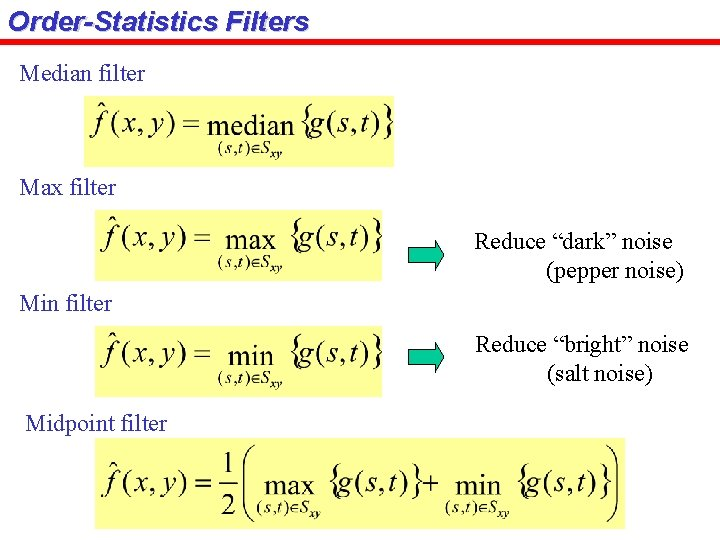 Order-Statistics Filters
Median filter
f̂(x, y) = median {g(s, t)}
(s,t)∈Sxy
Max filter
f̂(x, y) = max {g(s, t)}
(s,t)∈Sxy
Reduce “dark” noise
(pepper noise)
Min filter
f̂(x, y) = min {g(s, t)}
(s,t)∈Sxy
Reduce “bright” noise
(salt noise)
Midpoint filter
f̂(x, y) = 1/2 ( max {g(s, t)} + min {g(s, t)} )
(s,t)∈Sxy (s,t)∈Sxy